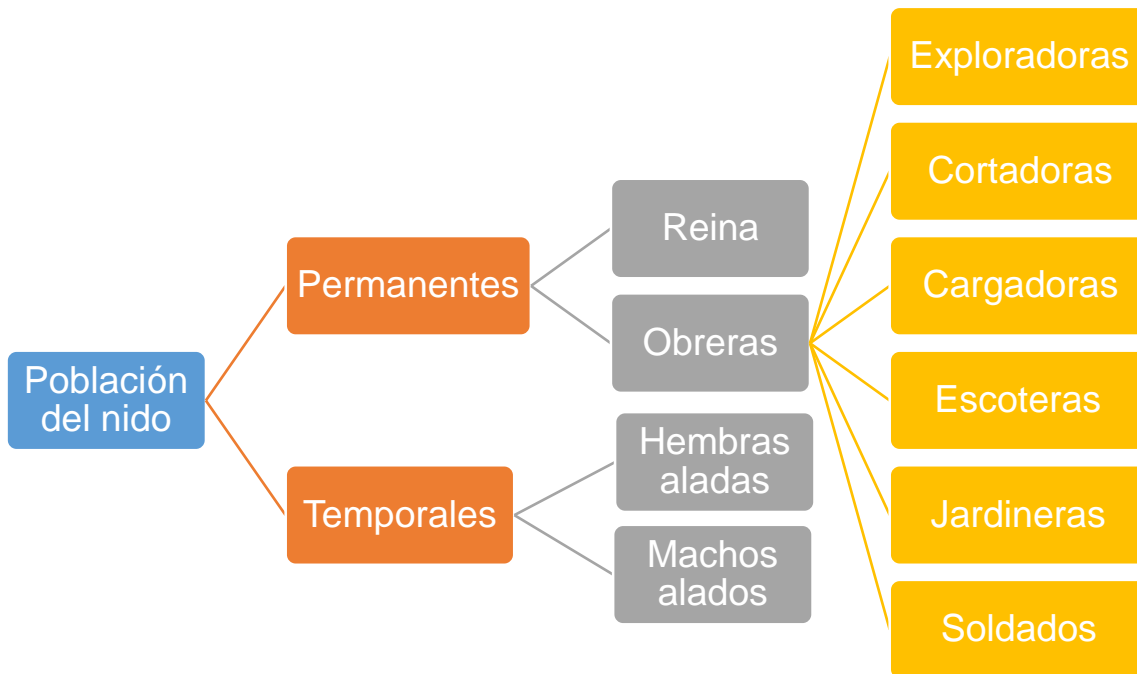 Población
del nido
Permanentes
Temporales
Reina
Obreras
Hembras
aladas
Machos
alados
Exploradoras
Cortadoras
Cargadoras
Escoteras
Jardineras
Soldados